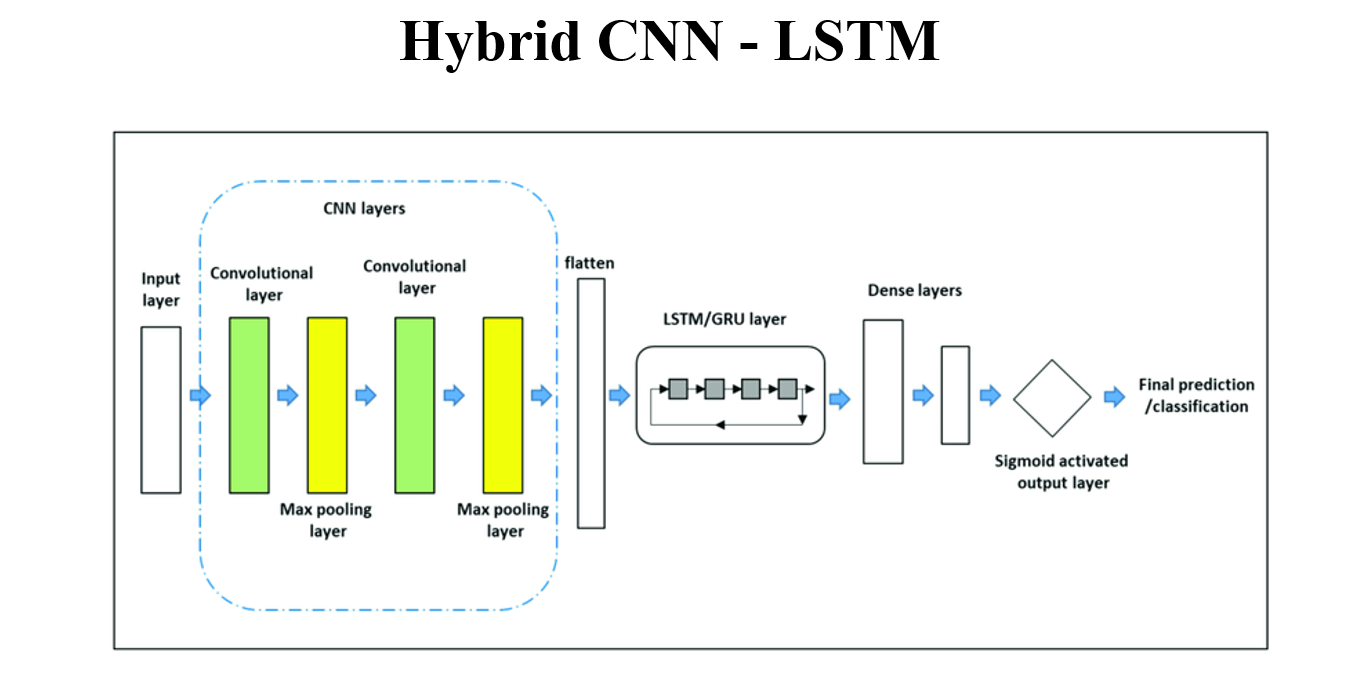 Hybrid CNN - LSTM
CNN layers
Input
layer
Convolutional
layer
Max pooling
layer
Convolutional
layer
Max pooling
layer
flatten
LSTM/GRU layer
Dense layers
Sigmoid activated
output layer
Final prediction
/classification